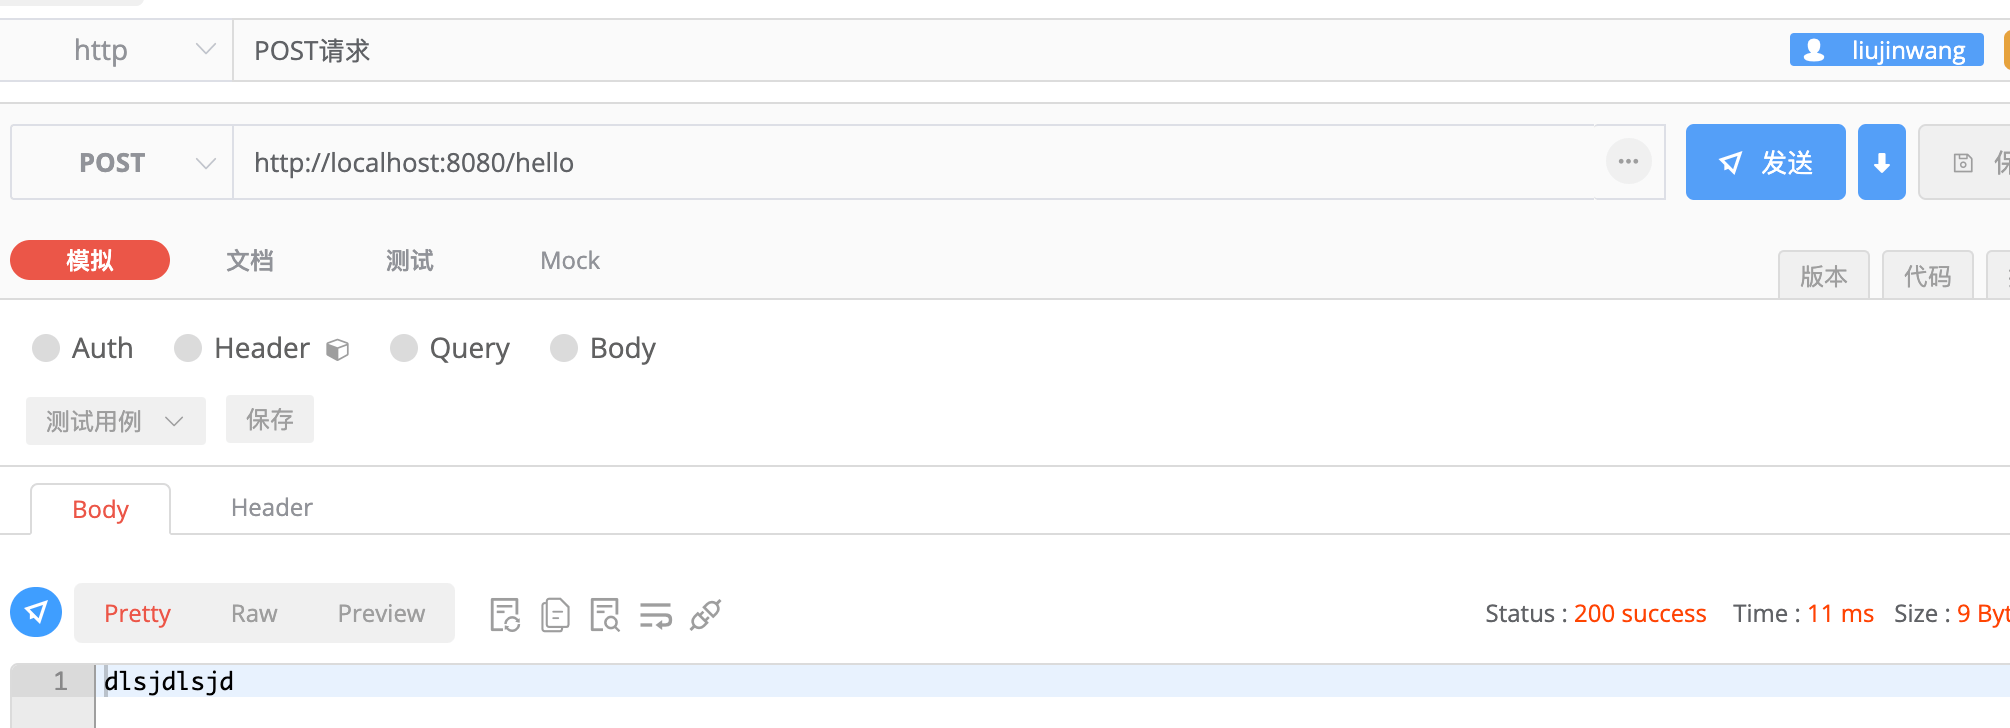 http POST请求 liujinwang
POST http://localhost:8080/hello ··· 发送
模拟 文档 测试 Mock 版本 代码
Auth Header Query Body
测试用例 保存
Body Header
Pretty Raw Preview Status : 200 success Time : 11 ms Size : 9
1 dlsjdlsjd